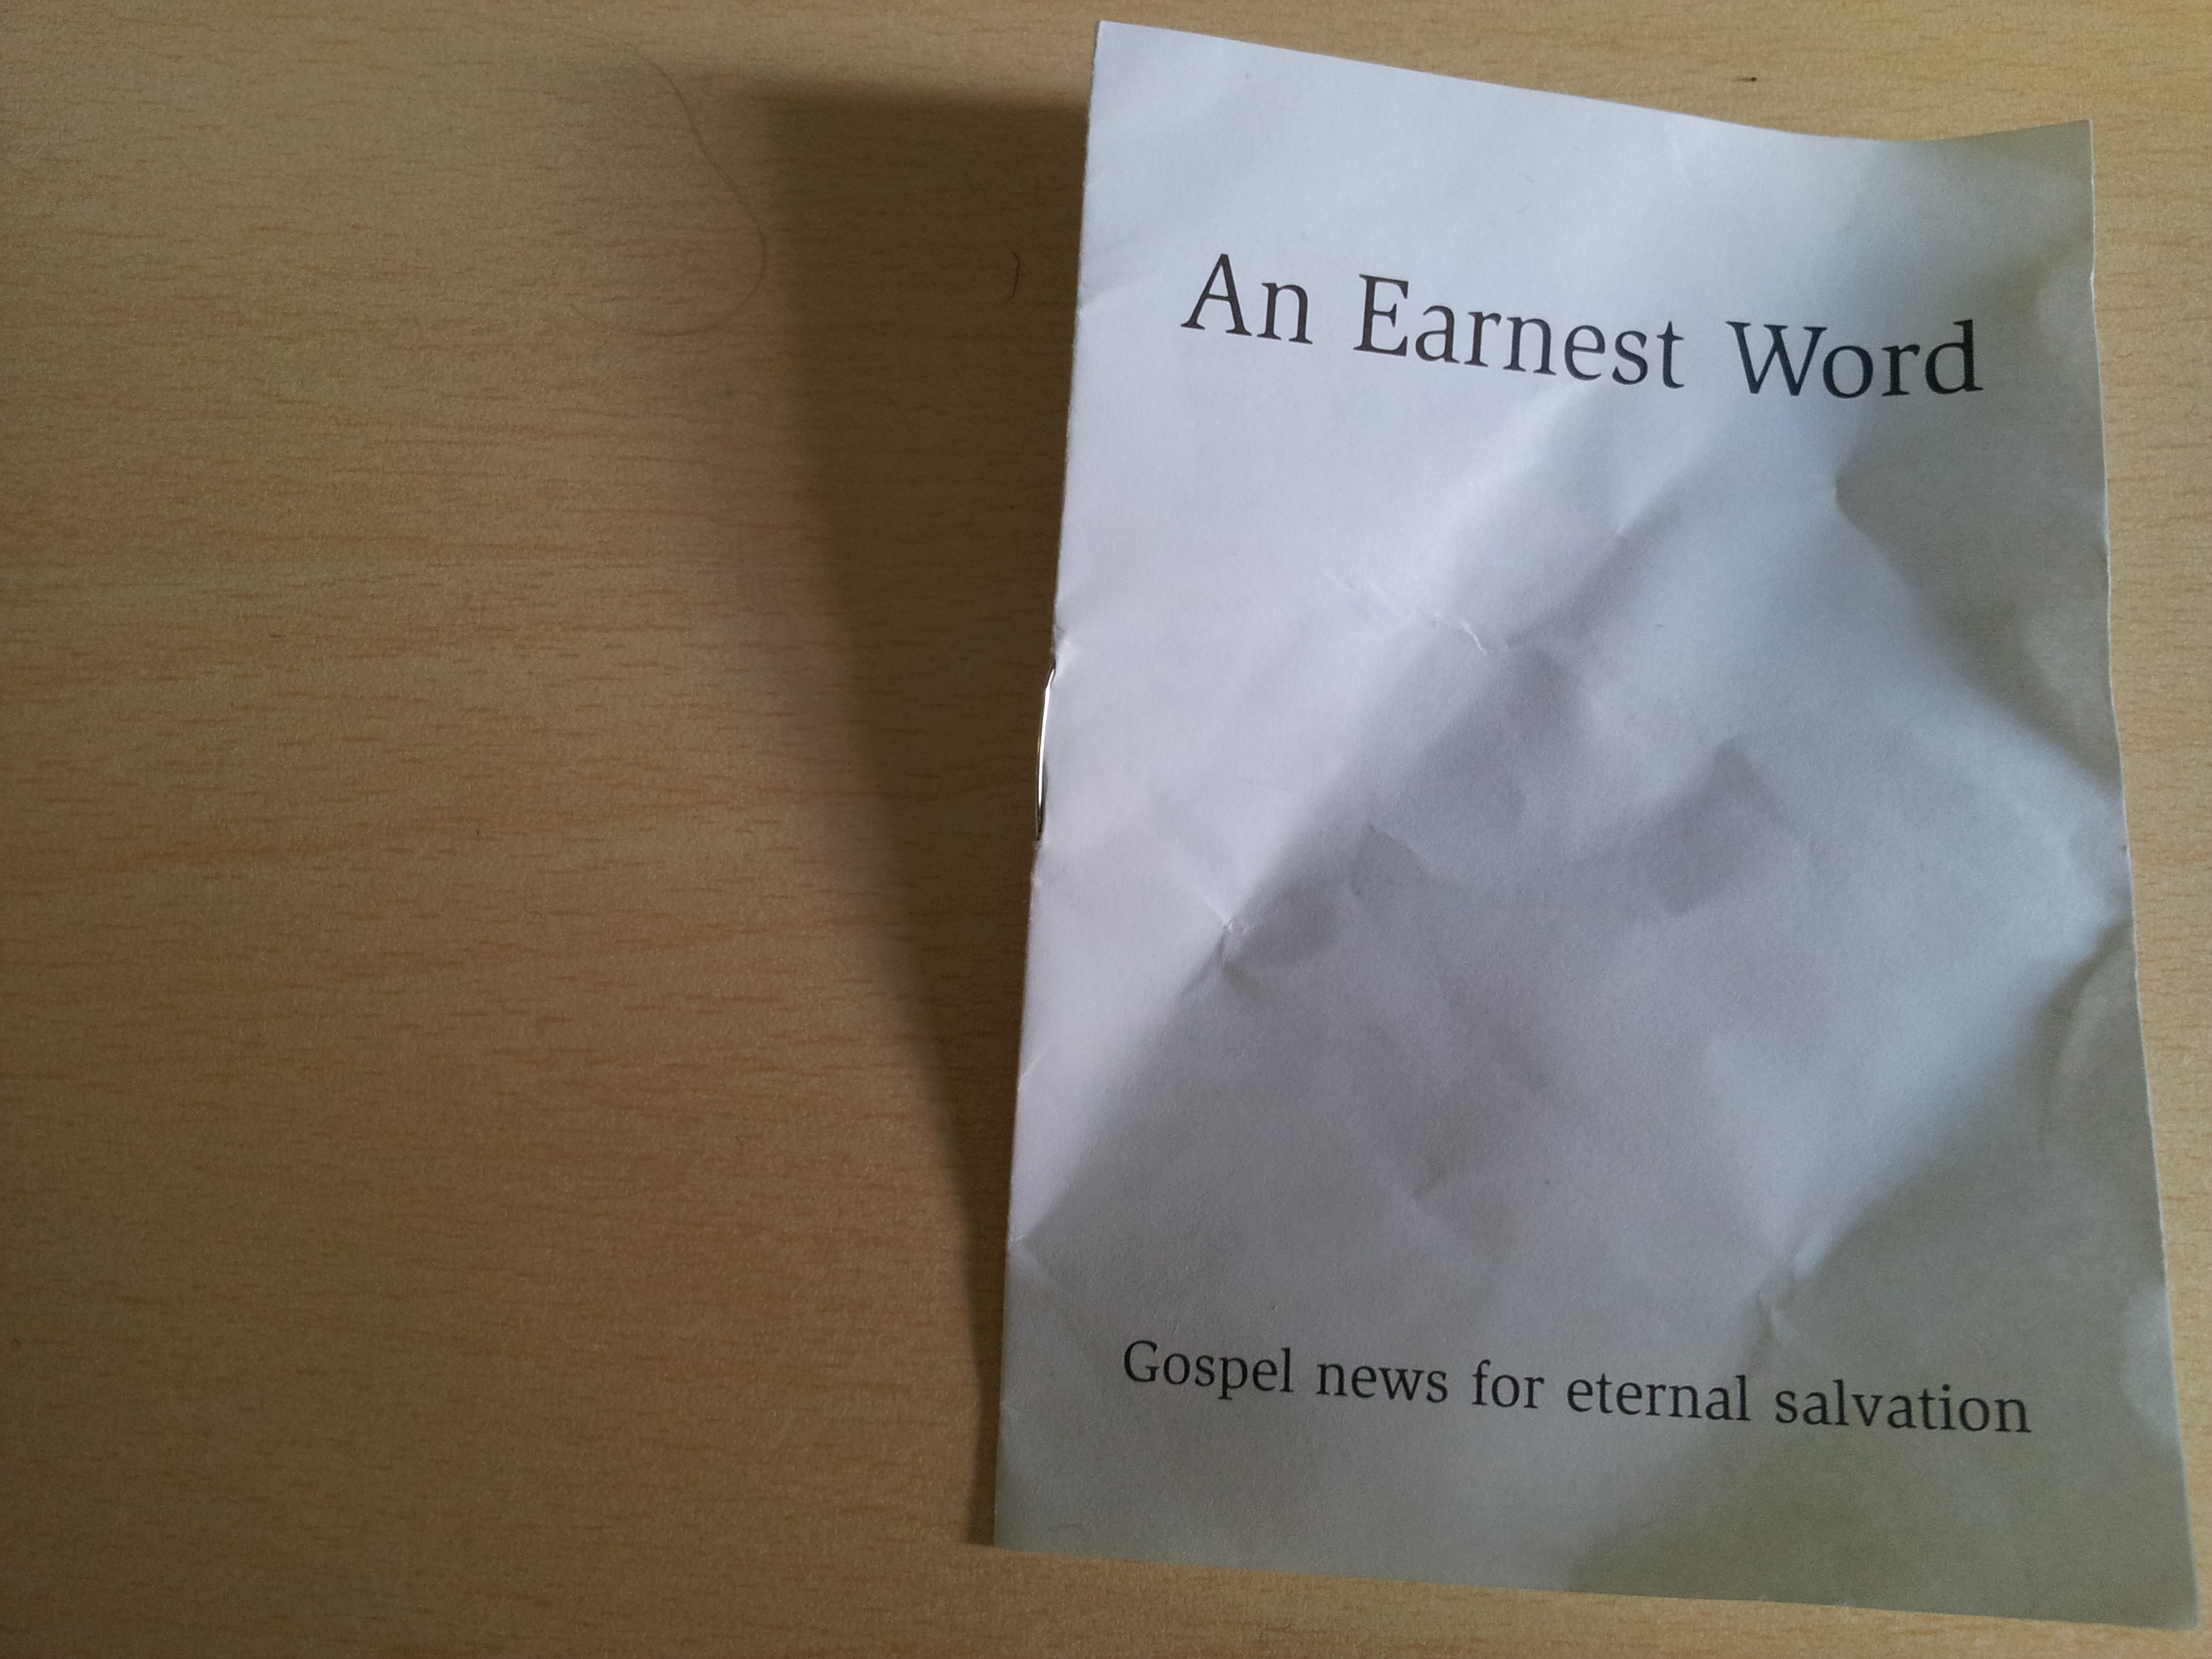 An Earnest Word
Gospel news for eternal salvation